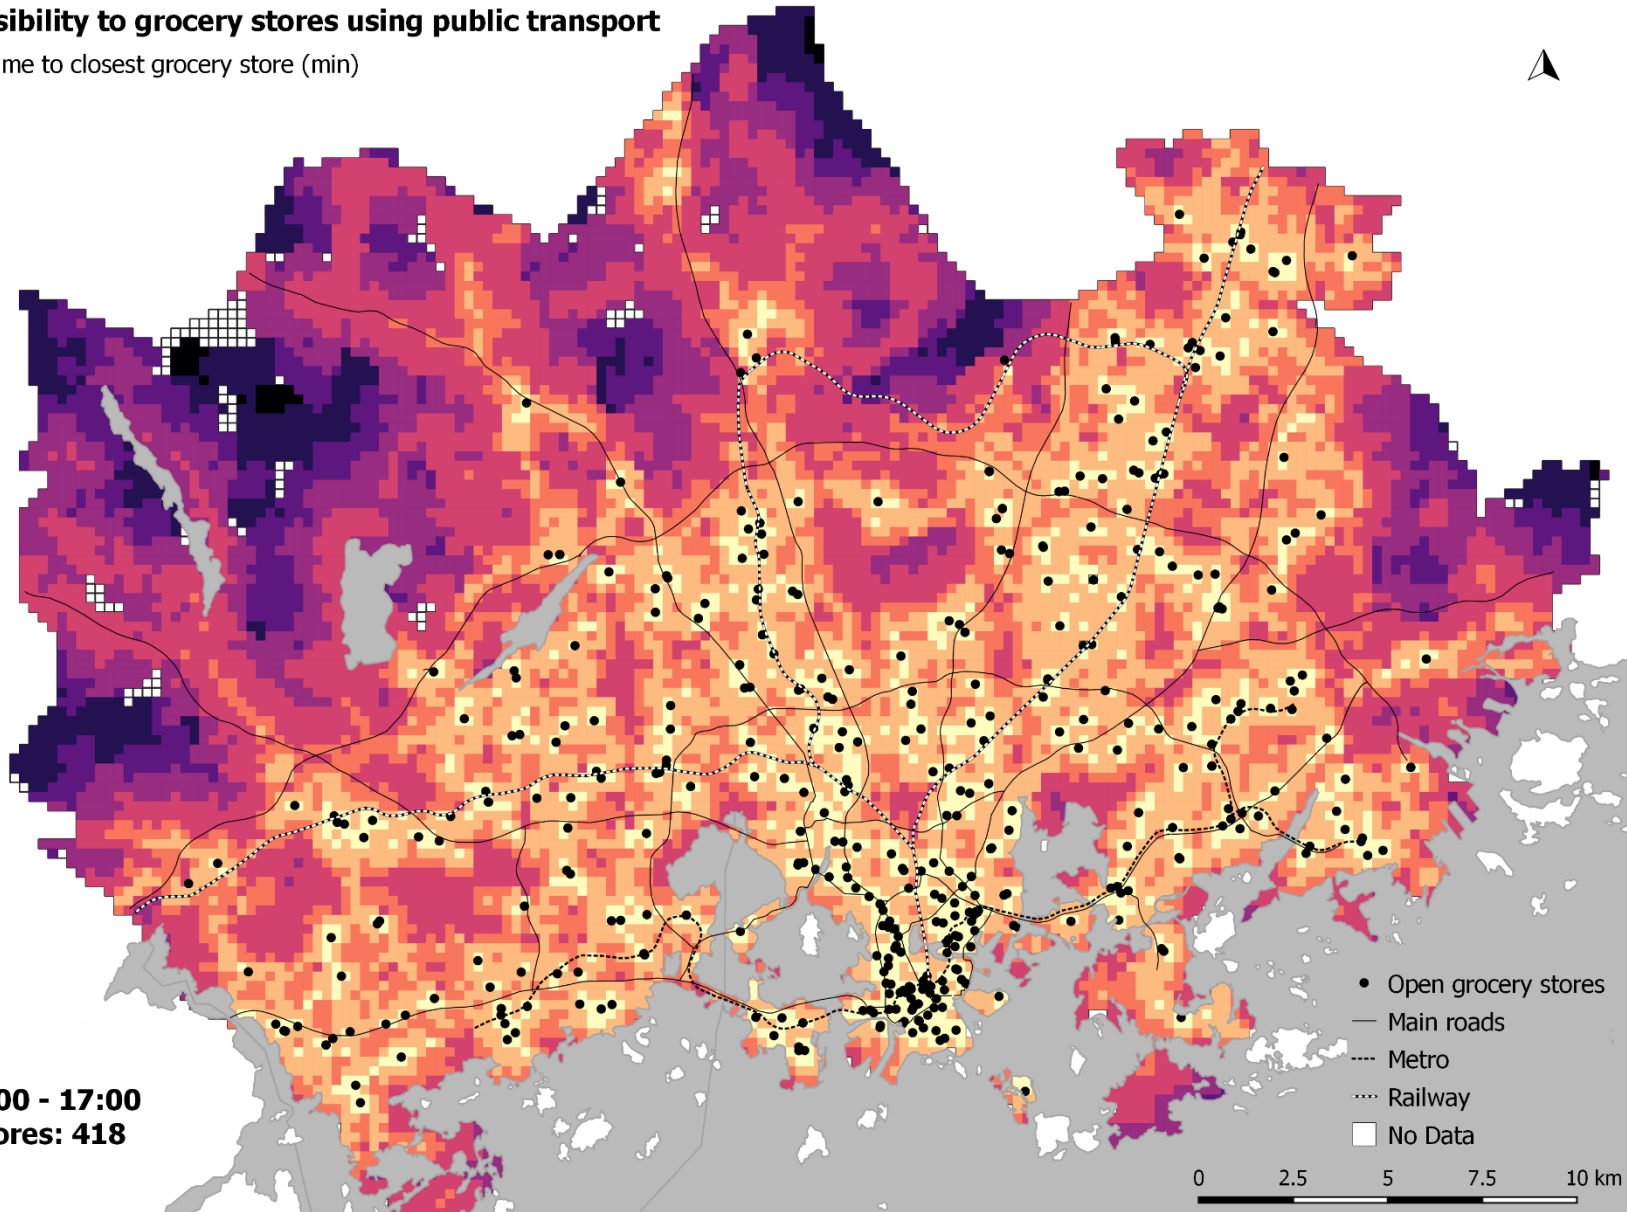 sibility to grocery stores using public transport
me to closest grocery store (min)
Open grocery stores
Main roads
Metro
Railway
No Data
00 - 17:00
ores: 418
0 2.5 5 7.5 10 km